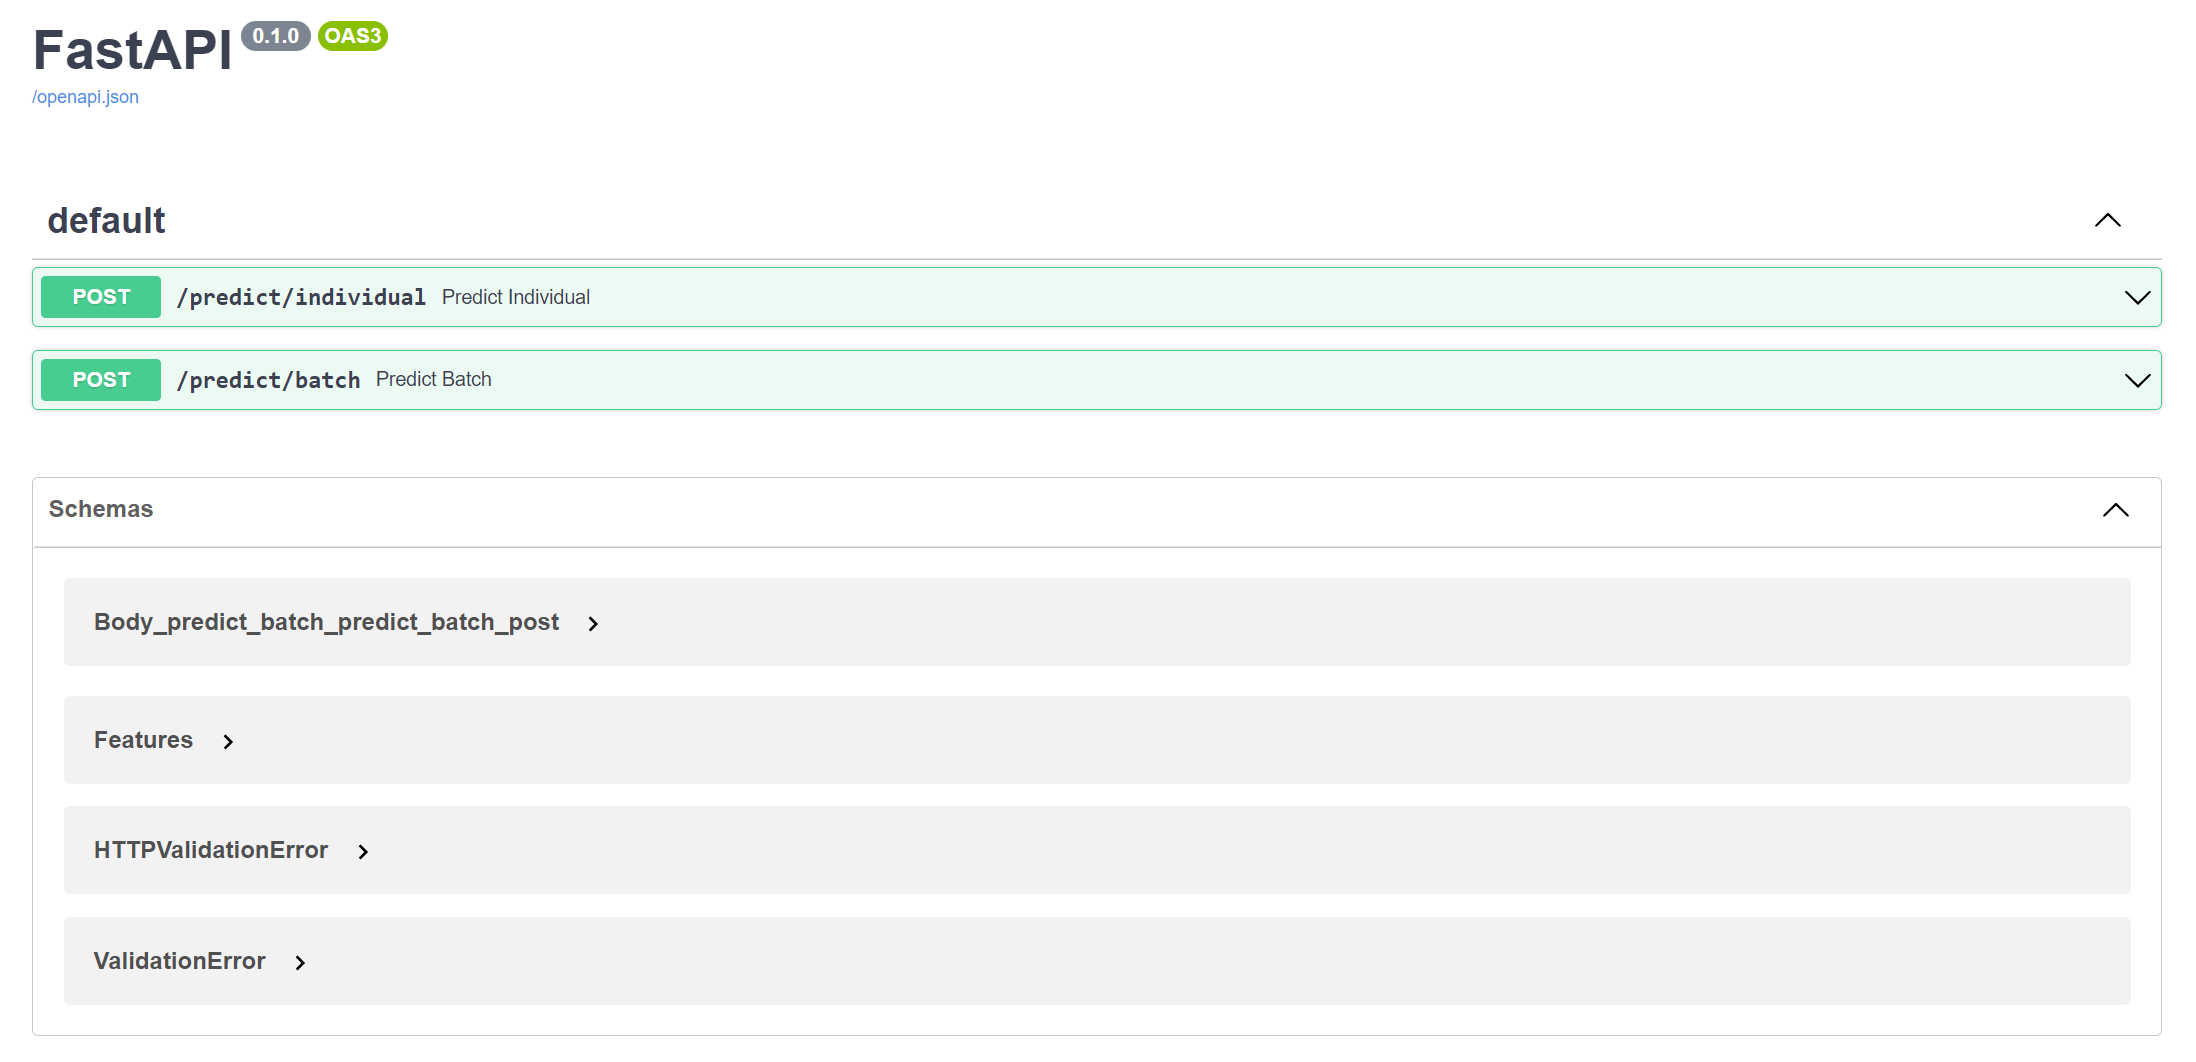 FastAPI 0.1.0 OAS3
/openapi.json
default
POST /predict/individual Predict Individual
POST /predict/batch Predict Batch
Schemas
Body_predict_batch_predict_batch_post
Features
HTTPValidationError
ValidationError